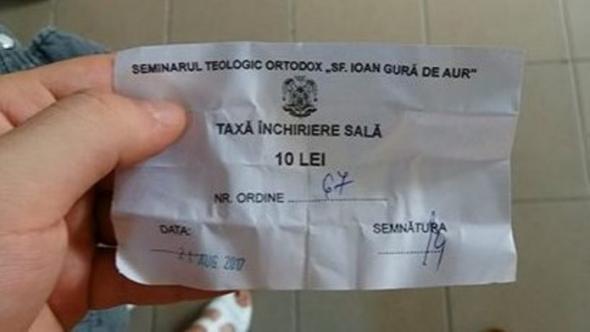 SEMINARUL TEOLOGIC ORTODOX „SF. IOAN GURĂ DE AUR”
TAXĂ ÎNCHIRIERE SALĂ
10 LEI
NR. ORDINE 67
DATA: SEMNĂTURA
21 AUG 2017